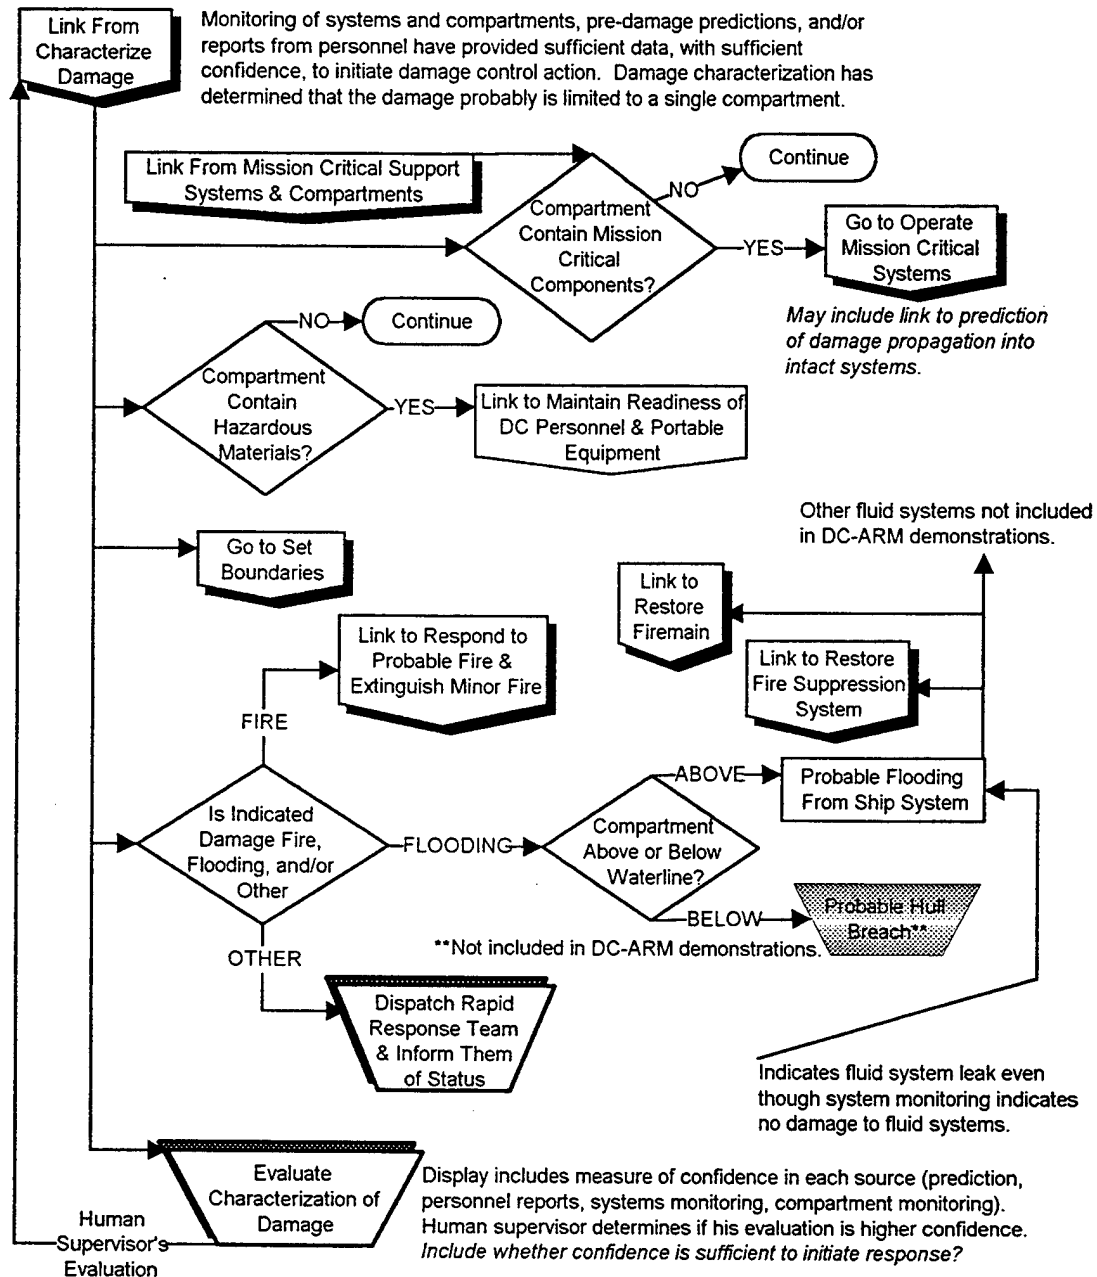 Link From
Characterize
Damage
Monitoring of systems and compartments, pre-damage predictions, and/or
reports from personnel have provided sufficient data, with sufficient
confidence, to initiate damage control action. Damage characterization has
determined that the damage probably is limited to a single compartment.
Link From Mission Critical Support
Systems & Compartments
Continue
NO
Compartment
Contain Mission
Critical
Components?
YES
Go to Operate
Mission Critical
Systems
May include link to prediction
of damage propagation into
intact systems.
NO
Continue
Compartment
Contain
Hazardous
Materials?
YES
Link to Maintain Readiness of
DC Personnel & Portable
Equipment
Other fluid systems not included
in DC-ARM demonstrations.
Go to Set
Boundaries
Link to
Restore
Firemain
Link to Respond to
Probable Fire &
Extinguish Minor Fire
Link to Restore
Fire Suppression
System
FIRE
ABOVE
Probable Flooding
From Ship System
Is Indicated
Damage Fire,
Flooding, and/or
Other
FLOODING
Compartment
Above or Below
Waterline?
BELOW
Probable Hull
Breach**
**Not included in DC-ARM demonstrations.
OTHER
Dispatch Rapid
Response Team
& Inform Them
of Status
Indicates fluid system leak even
though system monitoring indicates
no damage to fluid systems.
Evaluate
Characterization of
Damage
Display includes measure of confidence in each source (prediction,
personnel reports, systems monitoring, compartment monitoring).
Human supervisor determines if his evaluation is higher confidence.
Include whether confidence is sufficient to initiate response?
Human
Supervisor's
Evaluation